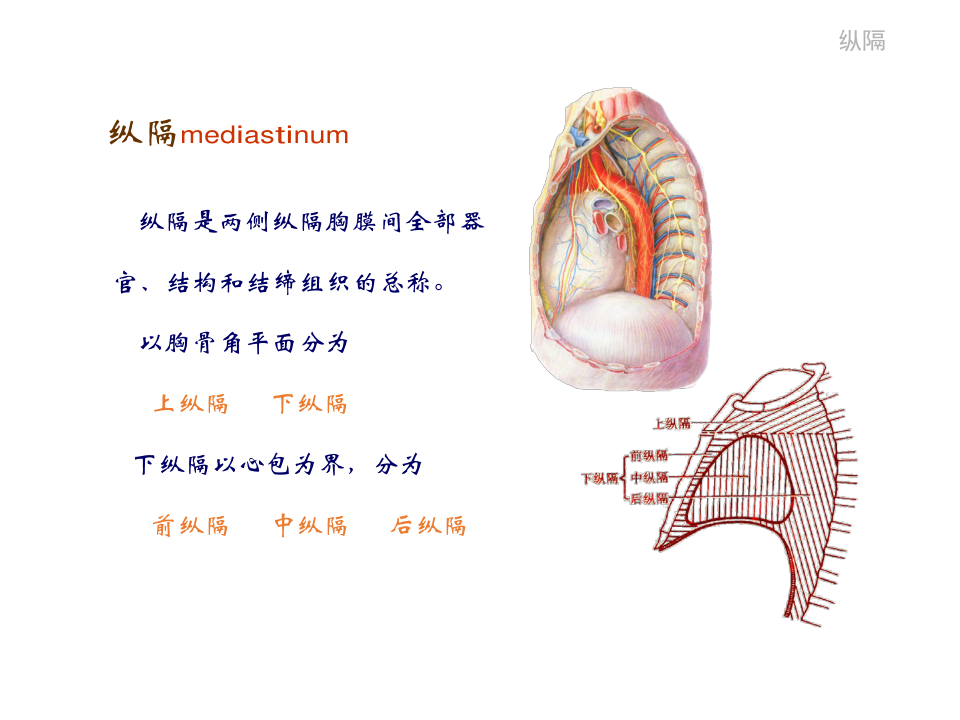 纵隔
纵隔mediastinum
纵隔是两侧纵隔胸膜间全部器
官、结构和结缔组织的总称。
以胸骨角平面分为
上纵隔 下纵隔
下纵隔以心包为界，分为
前纵隔 中纵隔 后纵隔
上纵隔
前纵隔
下纵隔 中纵隔
后纵隔